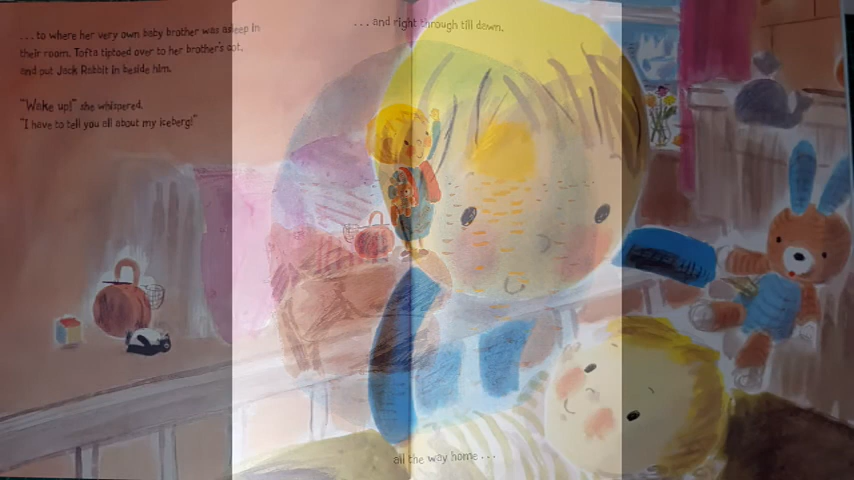 ... to where her very own baby brother was asleep in
their room. Tofta tiptoed over to her brother's cot,
and put Jack Rabbit in beside him.
"Wake up!" she whispered.
"I have to tell you all about my iceberg!"
... and right through till dawn,
all the way home ...